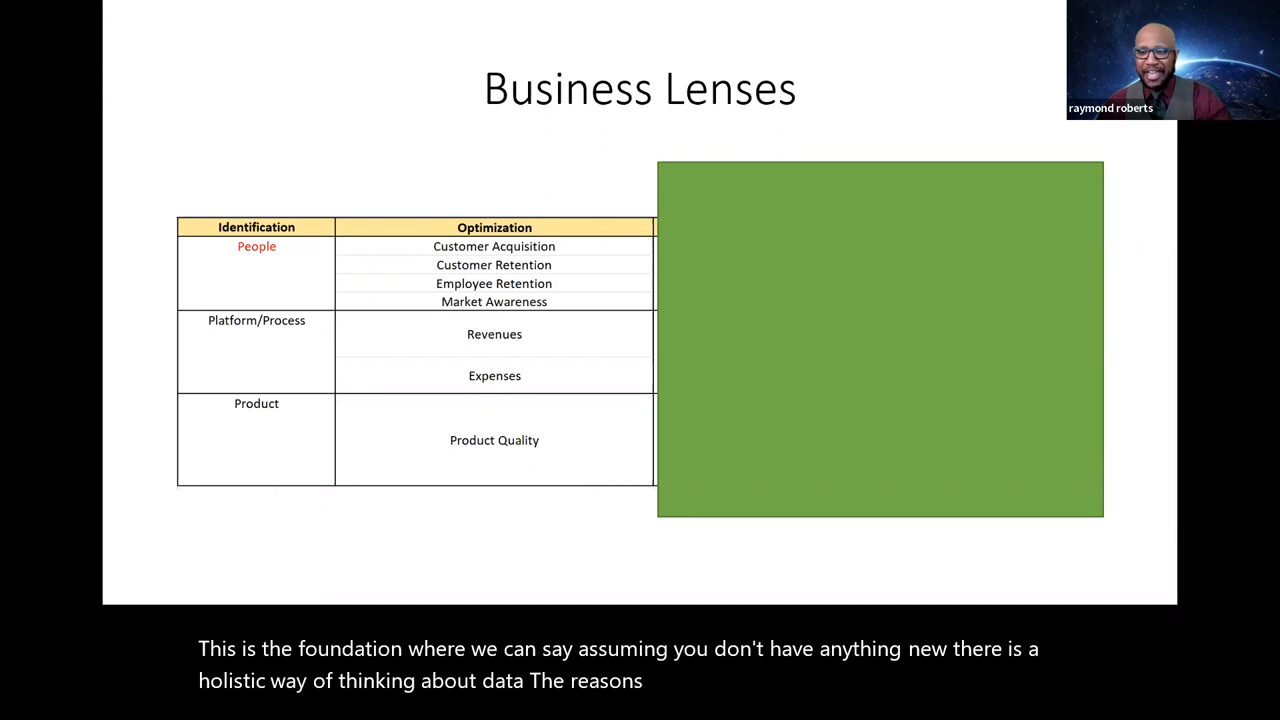 Business Lenses
raymond roberts
Identification Optimization
People Customer Acquisition
Customer Retention
Employee Retention
Market Awareness
Platform/Process
Revenues
Expenses
Product
Product Quality
This is the foundation where we can say assuming you don't have anything new there is a
holistic way of thinking about data The reasons